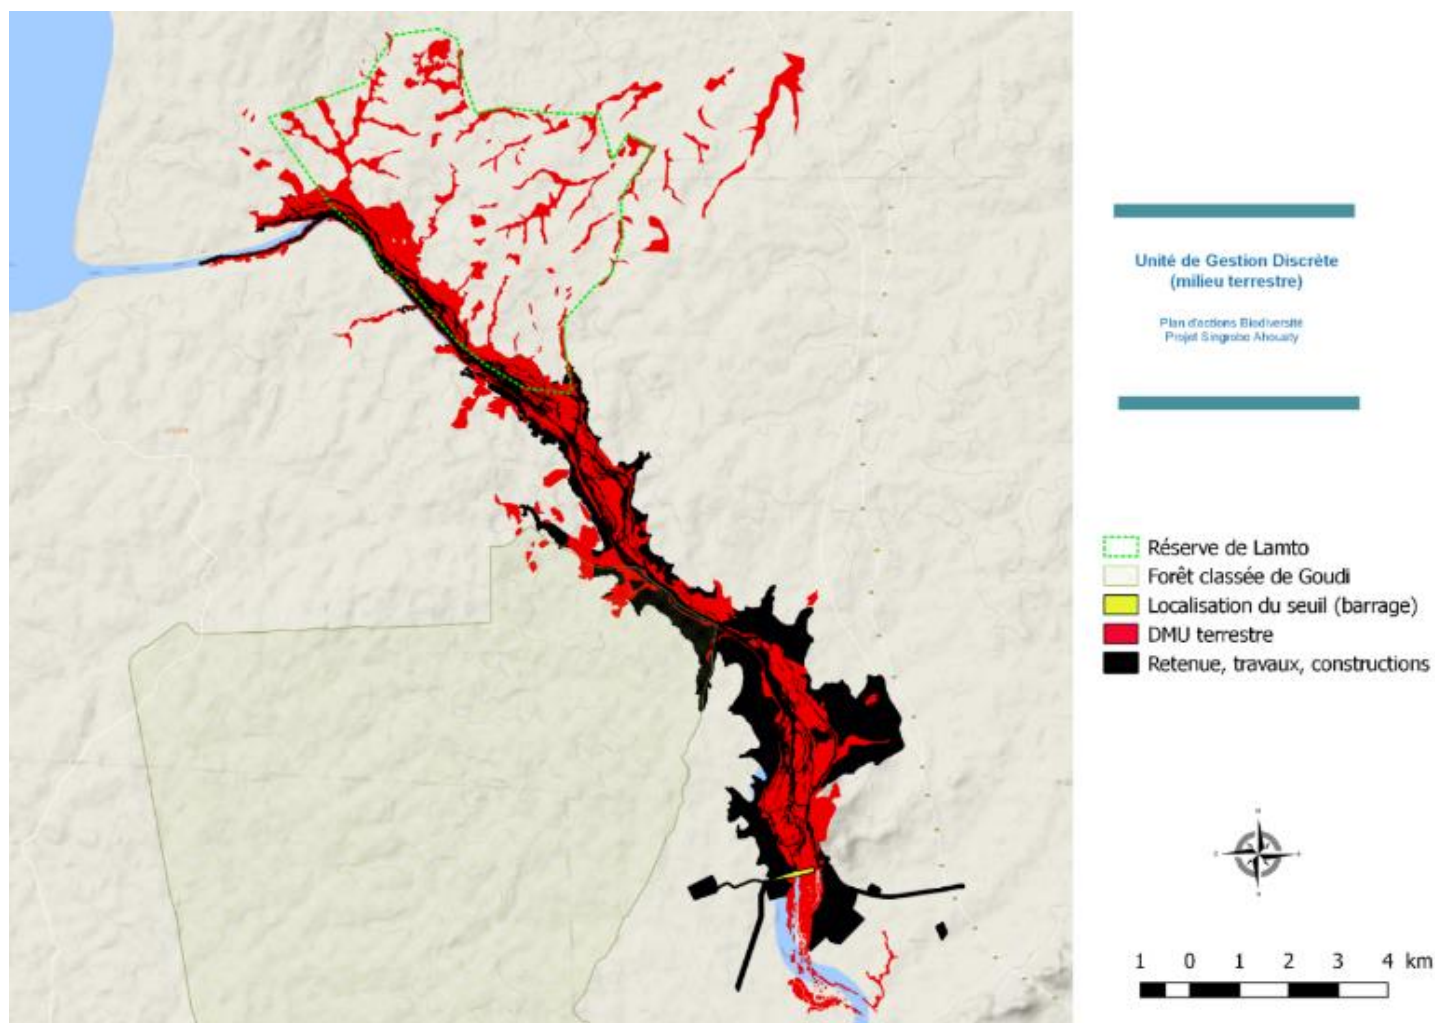 Unité de Gestion Discrète
(milieu terrestre)
Plan d'actions Biodiversité
Projet Singrobo Ahouaty
Réserve de Lamto
Forêt classée de Goudi
Localisation du seuil (barrage)
DMU terrestre
Retenue, travaux, constructions
1 0 1 2 3 4 km